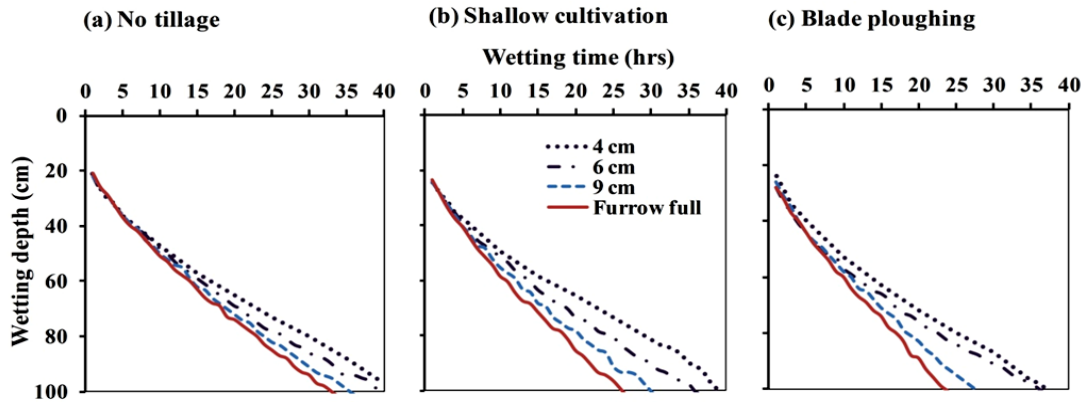 (a) No tillage
(b) Shallow cultivation
(c) Blade ploughing
Wetting time (hrs)
0 5 10 15 20 25 30 35 40
0 5 10 15 20 25 30 35 40
0 5 10 15 20 25 30 35 40
Wetting depth (cm)
0
20
40
60
80
100
4 cm
6 cm
9 cm
Furrow full